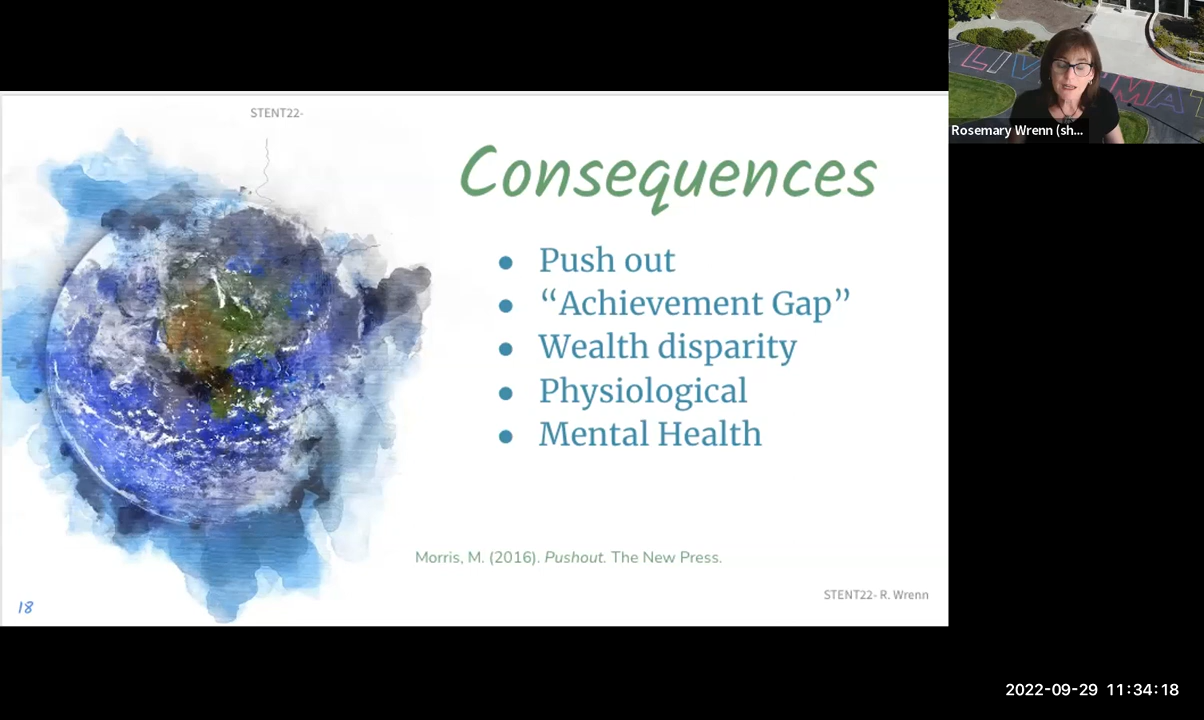 STENT22-
Consequences
● Push out
● “Achievement Gap”
● Wealth disparity
● Physiological
● Mental Health
Morris, M. (2016). Pushout. The New Press.
STENT22- R. Wrenn
18
Rosemary Wrenn (sh...
2022-09-29 11:34:18